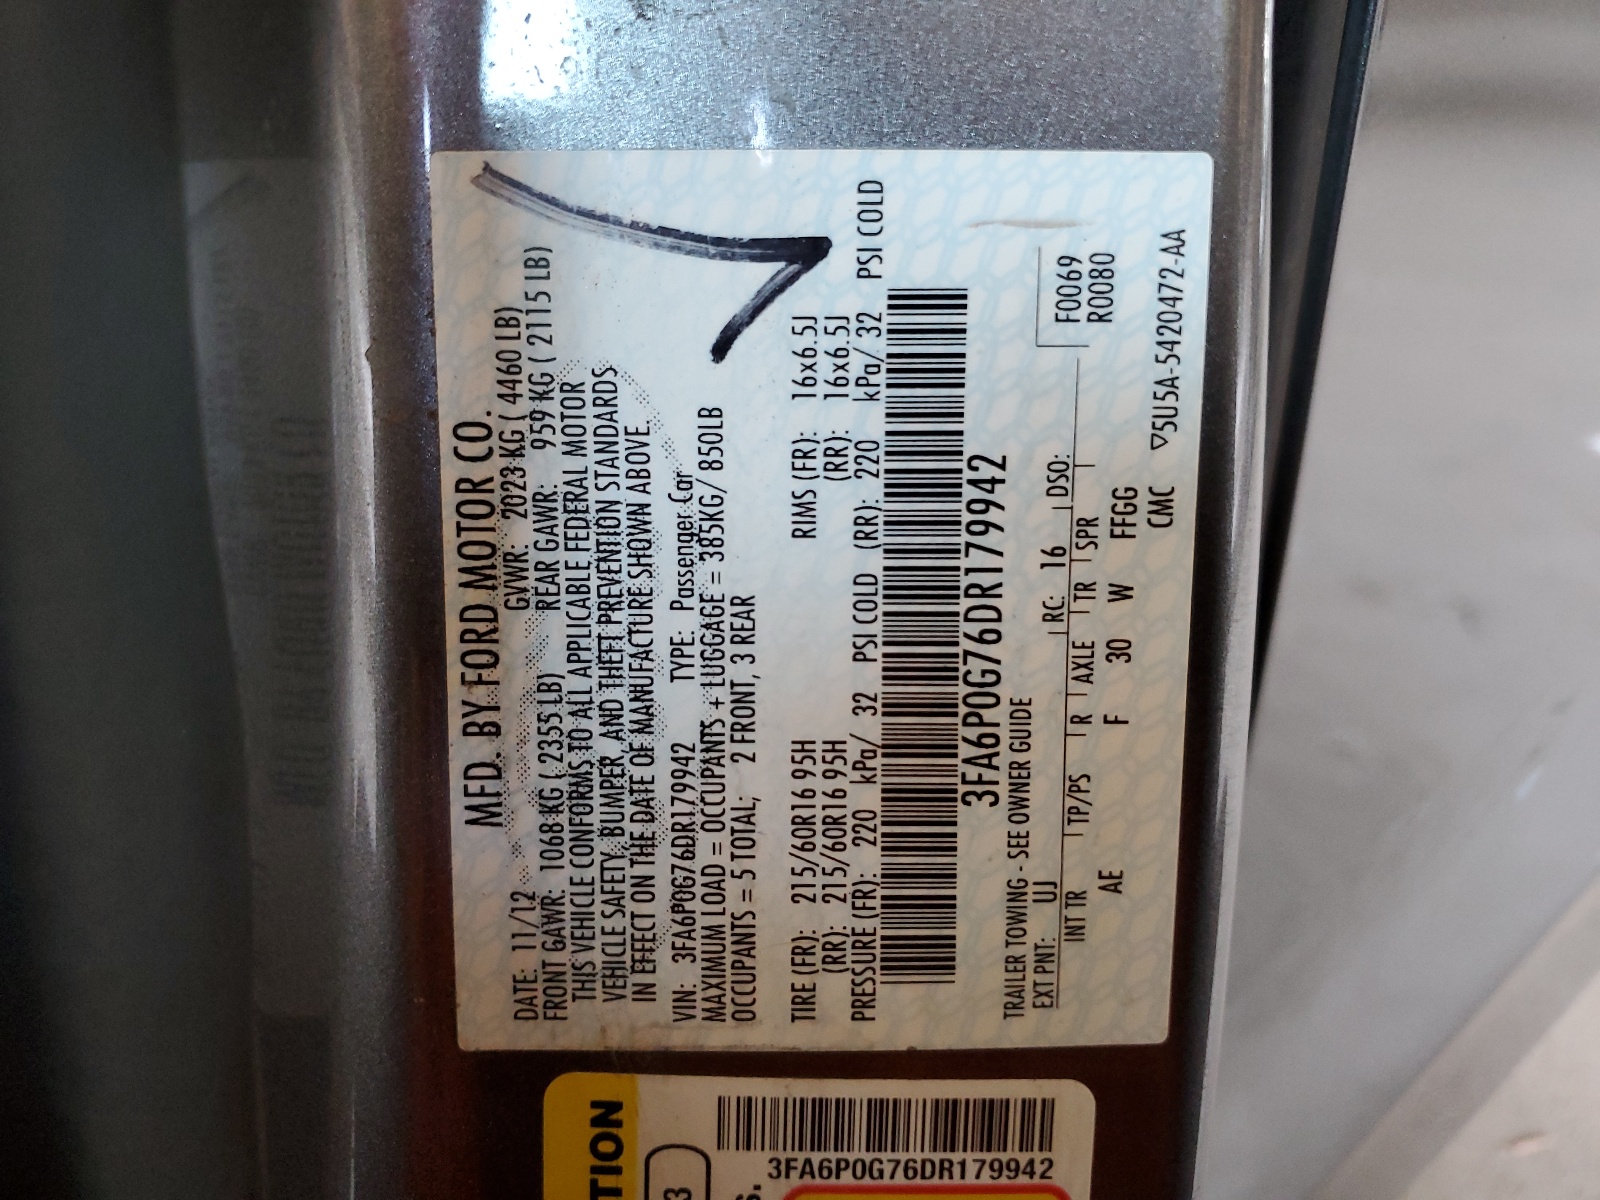 MFD. BY FORD MOTOR CO.
DATE: 11/12 GVWR: 2023 KG ( 4460 LB)
FRONT GAWR: 1068 KG ( 2355 LB) REAR GAWR: 959 KG ( 2115 LB)
THIS VEHICLE CONFORMS TO ALL APPLICABLE FEDERAL MOTOR
VEHICLE SAFETY, BUMPER, AND THEFT PREVENTION STANDARDS
IN EFFECT ON THE DATE OF MANUFACTURE SHOWN ABOVE.
VIN: 3FA6P0G76DR179942 TYPE: Passenger Car
MAXIMUM LOAD = OCCUPANTS + LUGGAGE = 385KG/ 850LB
OCCUPANTS = 5 TOTAL; 2 FRONT, 3 REAR
TIRE (FR): 215/60R16 95H RIMS (FR): 16x6.5J
(RR): 215/60R16 95H (RR): 16x6.5J
PRESSURE (FR): 220 kPa/ 32 PSI COLD (RR): 220 kPa/ 32 PSI COLD
3FA6P0G76DR179942
TRAILER TOWING - SEE OWNER GUIDE
EXT PNT: UJ RC: 16 DSO: F0069
INT TR TP/PS R AXLE TR SPR R0080
AE F 30 W FFGG
CMC ▽5U5A-5420472-AA
TION
3
3FA6P0G76DR179942